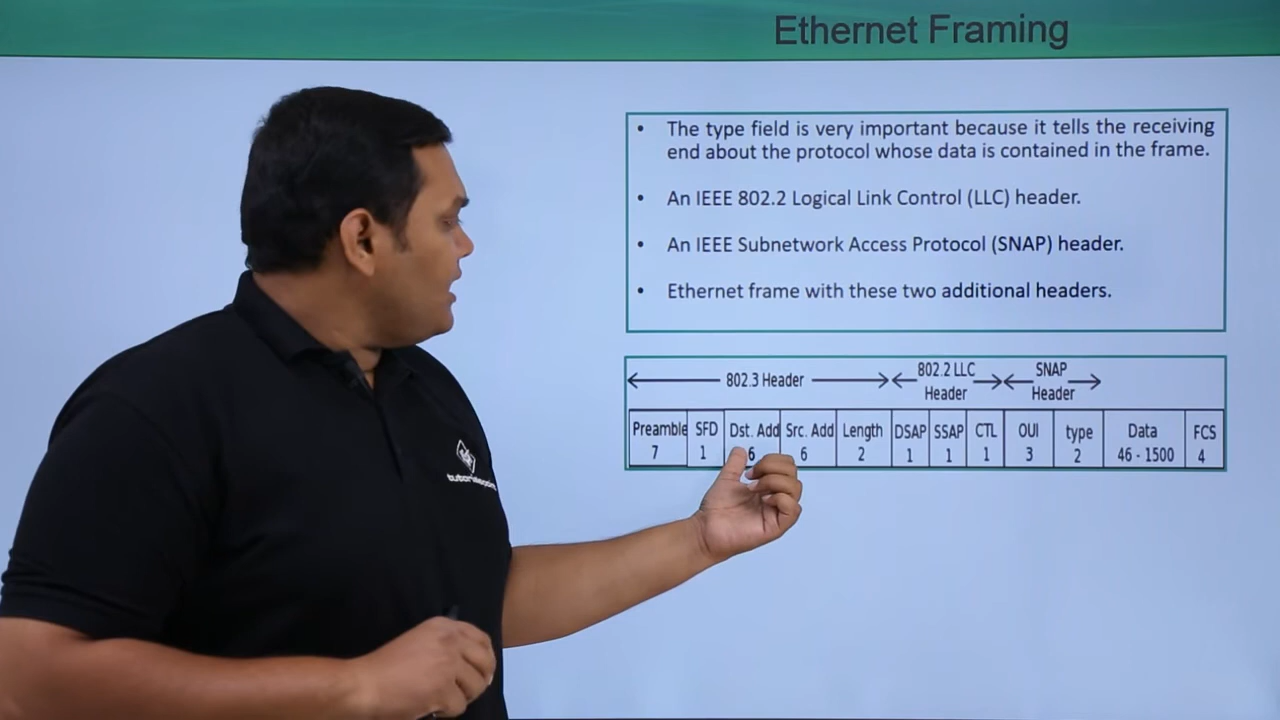 Ethernet Framing
• The type field is very important because it tells the receiving
end about the protocol whose data is contained in the frame.
• An IEEE 802.2 Logical Link Control (LLC) header.
• An IEEE Subnetwork Access Protocol (SNAP) header.
• Ethernet frame with these two additional headers.
802.3 Header 802.2 LLC Header SNAP Header
Preamble SFD Dst. Add Src. Add Length DSAP SSAP CTL OUI type Data FCS
7 1 6 6 2 1 1 1 3 2 46 - 1500 4